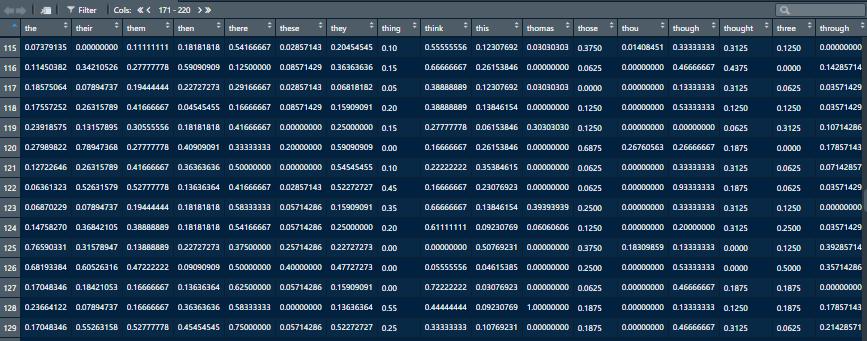 Filter Cols: 171 - 220
the their them then there these they thing think this thomas those thou though thought three through
115 0.07379135 0.00000000 0.11111111 0.18181818 0.54166667 0.02857143 0.20454545 0.10 0.55555556 0.12307692 0.03030303 0.3750 0.01408451 0.33333333 0.3125 0.1250 0.00000000
116 0.11450382 0.34210526 0.27777778 0.59090909 0.12500000 0.08571429 0.36363636 0.15 0.66666667 0.26153846 0.00000000 0.0625 0.00000000 0.46666667 0.4375 0.0000 0.14285714
117 0.18575064 0.07894737 0.19444444 0.22727273 0.29166667 0.02857143 0.06818182 0.05 0.38888889 0.12307692 0.03030303 0.0000 0.00000000 0.13333333 0.3125 0.0625 0.03571429
118 0.17557252 0.26315789 0.41666667 0.04545455 0.16666667 0.08571429 0.15909091 0.20 0.38888889 0.13846154 0.00000000 0.1250 0.00000000 0.53333333 0.1250 0.1250 0.03571429
119 0.23918575 0.13157895 0.30555556 0.18181818 0.41666667 0.00000000 0.25000000 0.15 0.27777778 0.06153846 0.30303030 0.1250 0.00000000 0.00000000 0.0625 0.3125 0.10714286
120 0.27989822 0.78947368 0.27777778 0.40909091 0.33333333 0.20000000 0.59090909 0.00 0.16666667 0.26153846 0.00000000 0.6875 0.26760563 0.26666667 0.1875 0.0000 0.17857143
121 0.12722646 0.26315789 0.41666667 0.36363636 0.50000000 0.00000000 0.54545455 0.10 0.22222222 0.35384615 0.00000000 0.0625 0.00000000 0.33333333 0.3125 0.0625 0.07142857
122 0.06361323 0.52631579 0.52777778 0.13636364 0.41666667 0.02857143 0.52272727 0.45 0.16666667 0.23076923 0.00000000 0.0625 0.00000000 0.93333333 0.1875 0.0625 0.03571429
123 0.06870229 0.07894737 0.19444444 0.18181818 0.58333333 0.05714286 0.15909091 0.35 0.66666667 0.13846154 0.39393939 0.2500 0.00000000 0.33333333 0.3125 0.1250 0.00000000
124 0.14758270 0.36842105 0.38888889 0.18181818 0.54166667 0.05714286 0.25000000 0.20 0.61111111 0.09230769 0.06060606 0.1250 0.00000000 0.20000000 0.3125 0.2500 0.03571429
125 0.76590331 0.31578947 0.13888889 0.22727273 0.37500000 0.25714286 0.22727273 0.00 0.00000000 0.50769231 0.00000000 0.3750 0.18309859 0.13333333 0.0000 0.1250 0.39285714
126 0.68193384 0.60526316 0.47222222 0.09090909 0.50000000 0.40000000 0.47727273 0.00 0.05555556 0.04615385 0.00000000 0.2500 0.00000000 0.53333333 0.0000 0.5000 0.35714286
127 0.17048346 0.18421053 0.16666667 0.13636364 0.62500000 0.05714286 0.15909091 0.00 0.72222222 0.03076923 0.00000000 0.0625 0.00000000 0.46666667 0.1875 0.1875 0.00000000
128 0.23664122 0.07894737 0.16666667 0.36363636 0.58333333 0.00000000 0.13636364 0.55 0.44444444 0.09230769 1.00000000 0.1875 0.00000000 0.33333333 0.1250 0.1875 0.17857143
129 0.17048346 0.55263158 0.52777778 0.45454545 0.75000000 0.05714286 0.52272727 0.25 0.33333333 0.10769231 0.00000000 0.1875 0.00000000 0.46666667 0.3125 0.0625 0.21428571